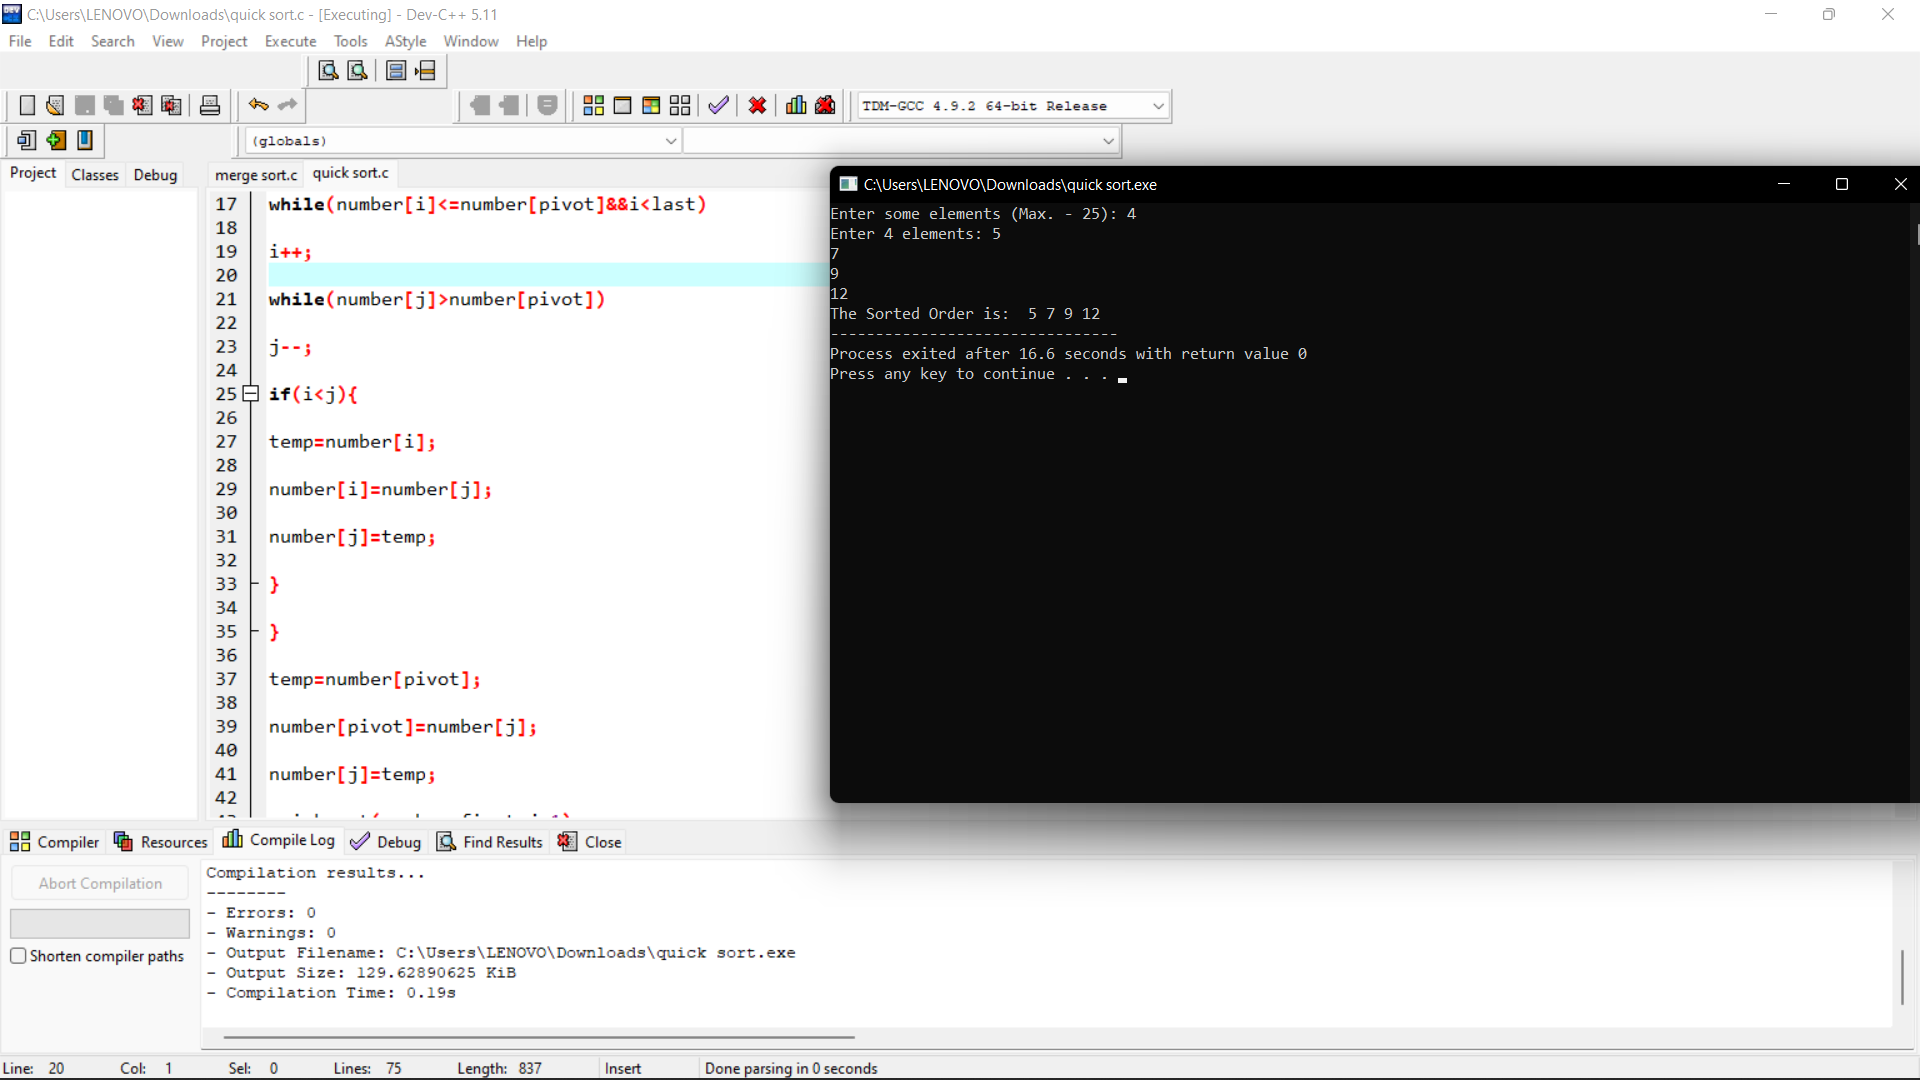 C:\Users\LENOVO\Downloads\quick sort.c - [Executing] - Dev-C++ 5.11
File Edit Search View Project Execute Tools AStyle Window Help
TDM-GCC 4.9.2 64-bit Release
(globals)
Project Classes Debug
merge sort.c quick sort.c
17 while(number[i]<=number[pivot]&&i<last)
18
19 i++;
20
21 while(number[j]>number[pivot])
22
23 j--;
24
25 if(i<j){
26
27 temp=number[i];
28
29 number[i]=number[j];
30
31 number[j]=temp;
32
33 }
34
35 }
36
37 temp=number[pivot];
38
39 number[pivot]=number[j];
40
41 number[j]=temp;
42
C:\Users\LENOVO\Downloads\quick sort.exe
Enter some elements (Max. - 25): 4
Enter 4 elements: 5
7
9
12
The Sorted Order is:  5 7 9 12
--------------------------------
Process exited after 16.6 seconds with return value 0
Press any key to continue . . .
Compiler Resources Compile Log Debug Find Results Close
Abort Compilation
Shorten compiler paths
Compilation results...
--------
- Errors: 0
- Warnings: 0
- Output Filename: C:\Users\LENOVO\Downloads\quick sort.exe
- Output Size: 129.62890625 KiB
- Compilation Time: 0.19s
Line: 20 Col: 1 Sel: 0 Lines: 75 Length: 837 Insert Done parsing in 0 seconds